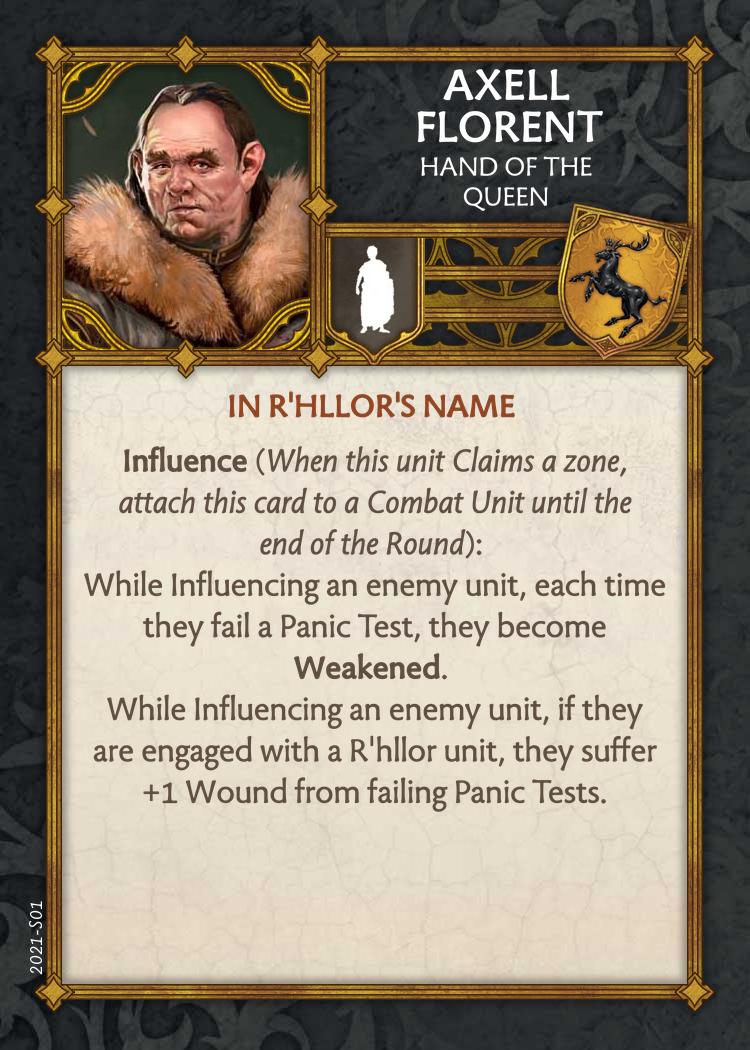 AXELL
FLORENT
HAND OF THE
QUEEN
IN R'HLLOR'S NAME
Influence (When this unit Claims a zone,
attach this card to a Combat Unit until the
end of the Round):
While Influencing an enemy unit, each time
they fail a Panic Test, they become
Weakened.
While Influencing an enemy unit, if they
are engaged with a R'hllor unit, they suffer
+1 Wound from failing Panic Tests.
2021-S01